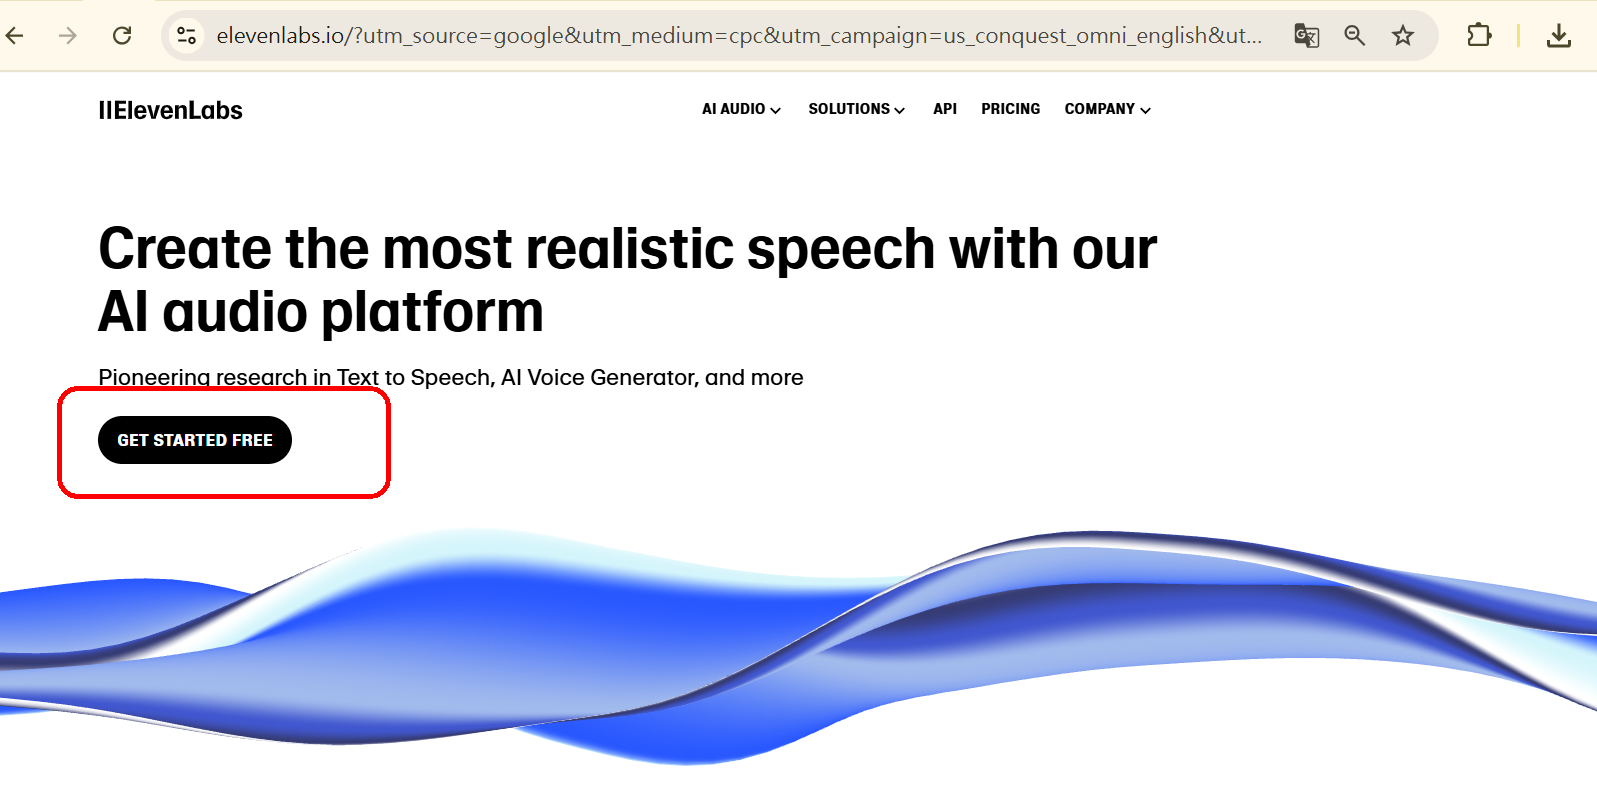 elevenlabs.io/?utm_source=google&utm_medium=cpc&utm_campaign=us_conquest_omni_english&ut...
IIElevenLabs
AI AUDIO
SOLUTIONS
API
PRICING
COMPANY
Create the most realistic speech with our
AI audio platform
Pioneering research in Text to Speech, AI Voice Generator, and more
GET STARTED FREE